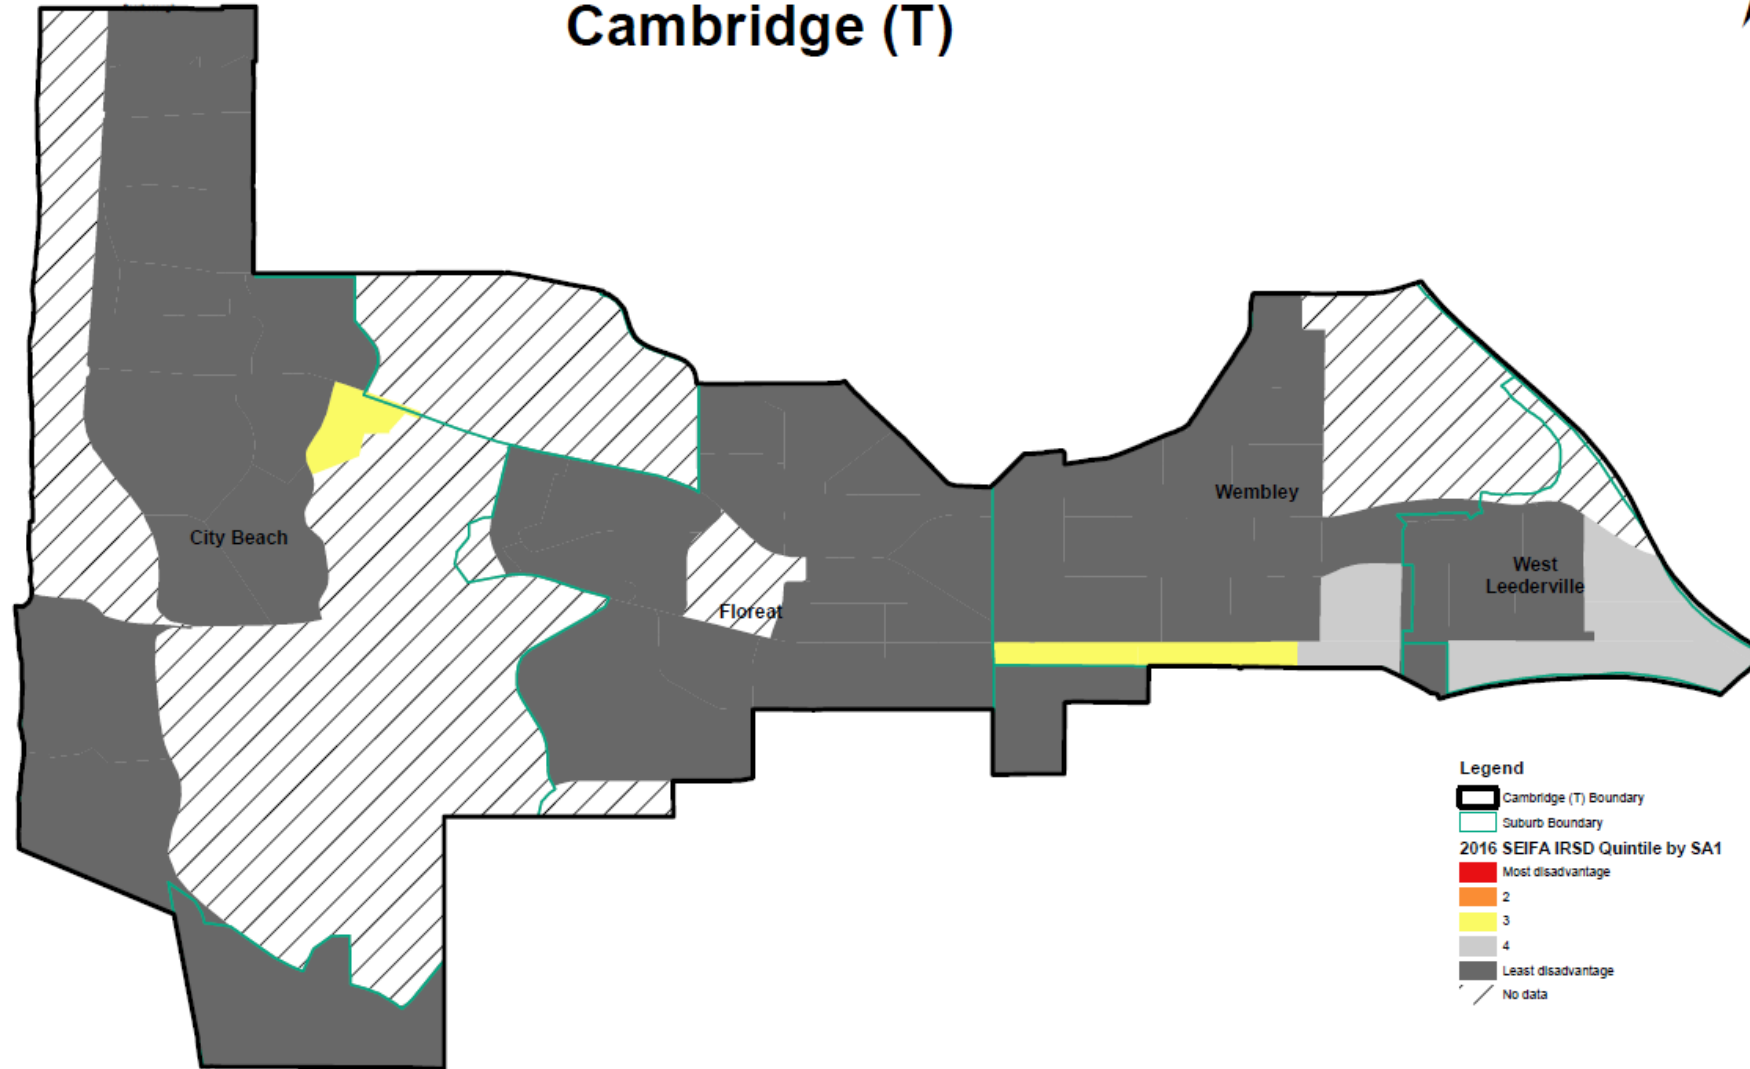 Cambridge (T)
Wembley
City Beach
West
Leederville
Floreat
Legend
Cambridge (T) Boundary
Suburb Boundary
2016 SEIFA IRSD Quintile by SA1
Most disadvantage
2
3
4
Least disadvantage
No data